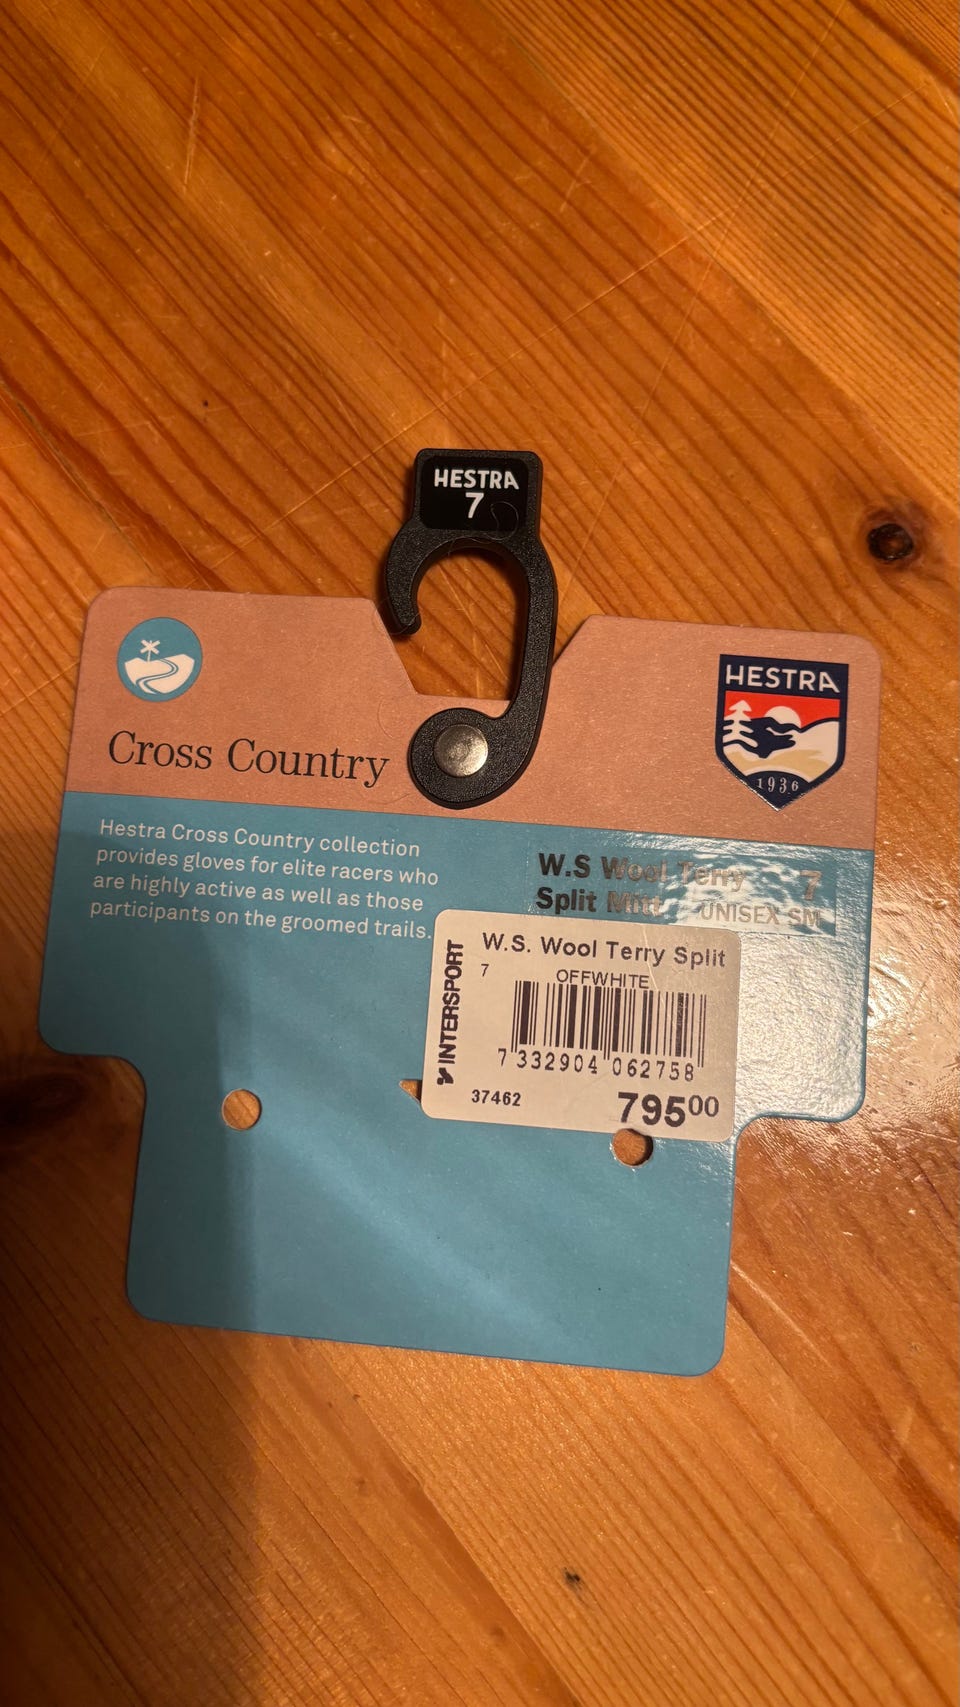 HESTRA
7
HESTRA
1936
Cross Country
Hestra Cross Country collection
provides gloves for elite racers who
are highly active as well as those
participants on the groomed trails.
W.S Wool Terry 7
Split Mitt UNISEX SM
INTERSPORT
W.S. Wool Terry Split
7 OFFWHITE
7 332904 062758
37462 79500